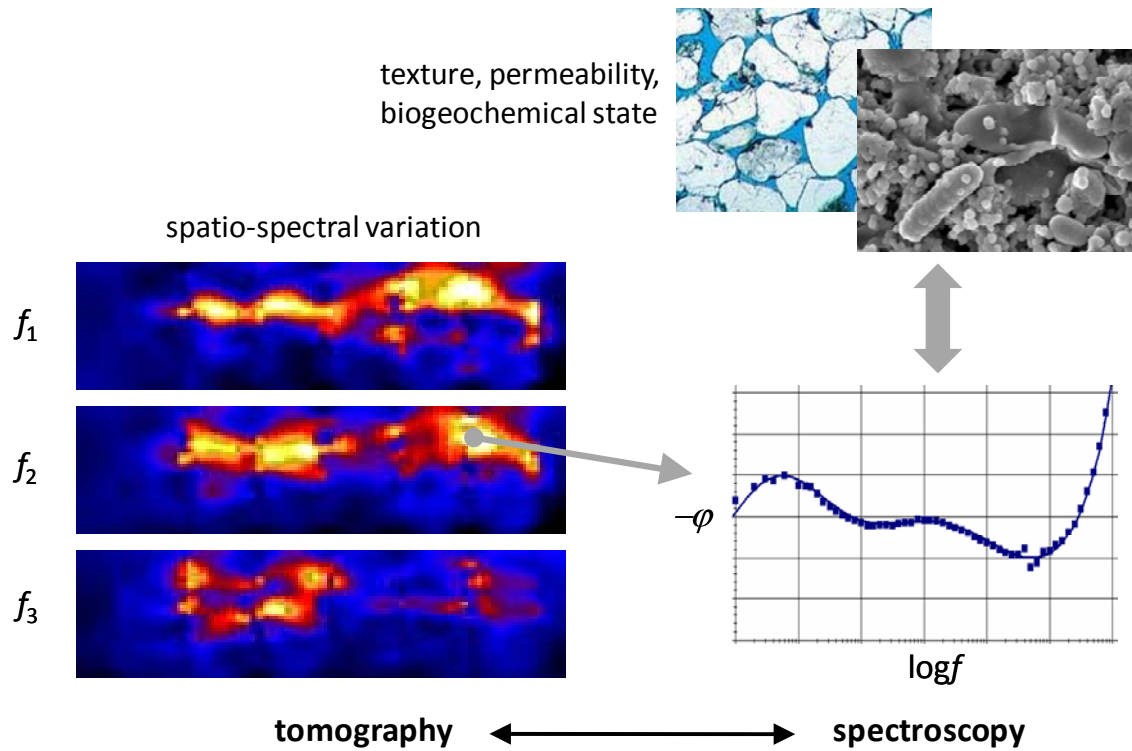 texture, permeability,
biogeochemical state
spatio-spectral variation
f1
f2
f3
−φ
logf
tomography
spectroscopy